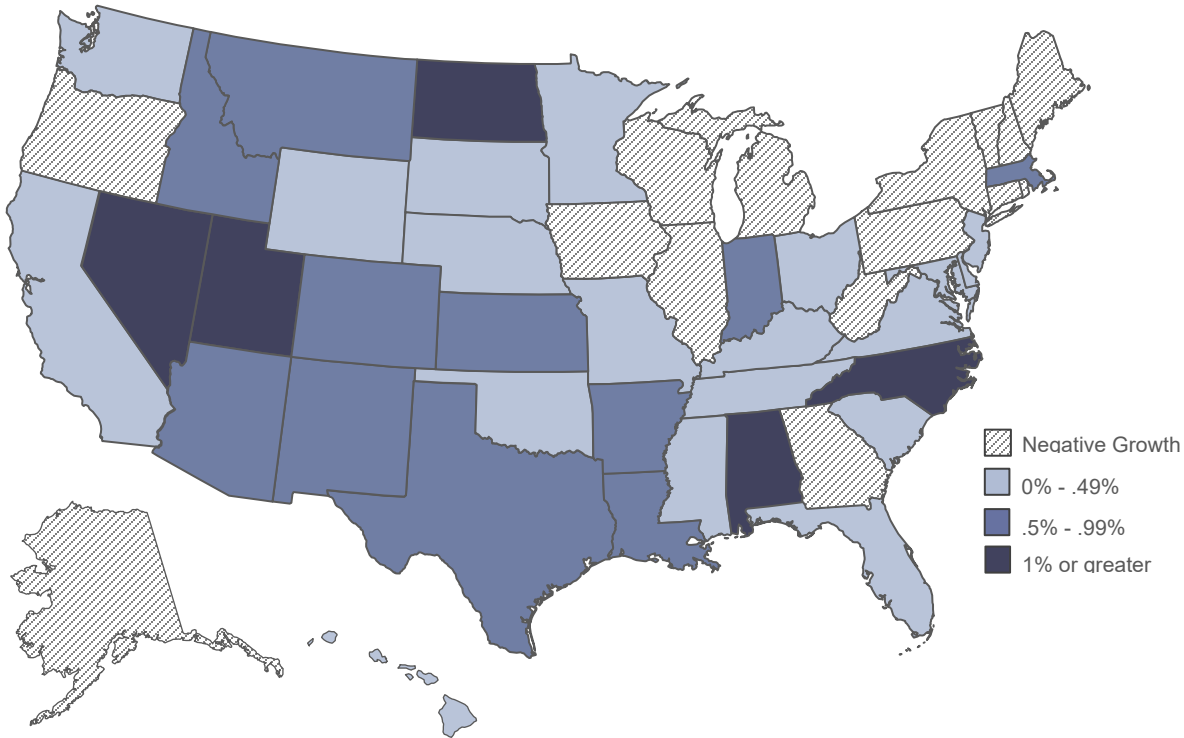 Negative Growth
0% - .49%
.5% - .99%
1% or greater